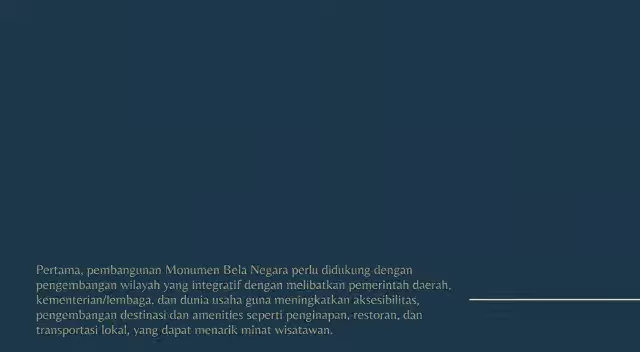 Pertama, pembangunan Monumen Bela Negara perlu didukung dengan
pengembangan wilayah yang integratif dengan melibatkan pemerintah daerah,
kementerian/lembaga, dan dunia usaha guna meningkatkan aksesibilitas,
pengembangan destinasi dan amenities seperti penginapan, restoran, dan
transportasi lokal, yang dapat menarik minat wisatawan.